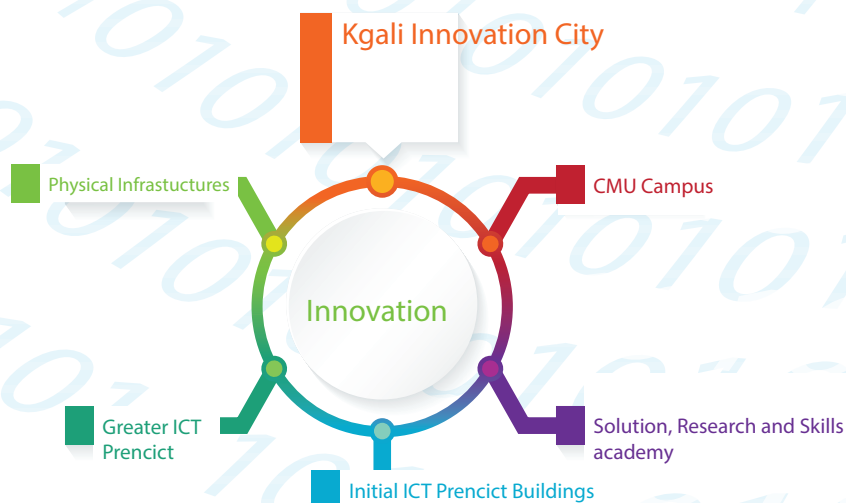 Kgali Innovation City
Physical Infrastuctures
CMU Campus
Innovation
Greater ICT
Prencict
Solution, Research and Skills
academy
Initial ICT Prencict Buildings